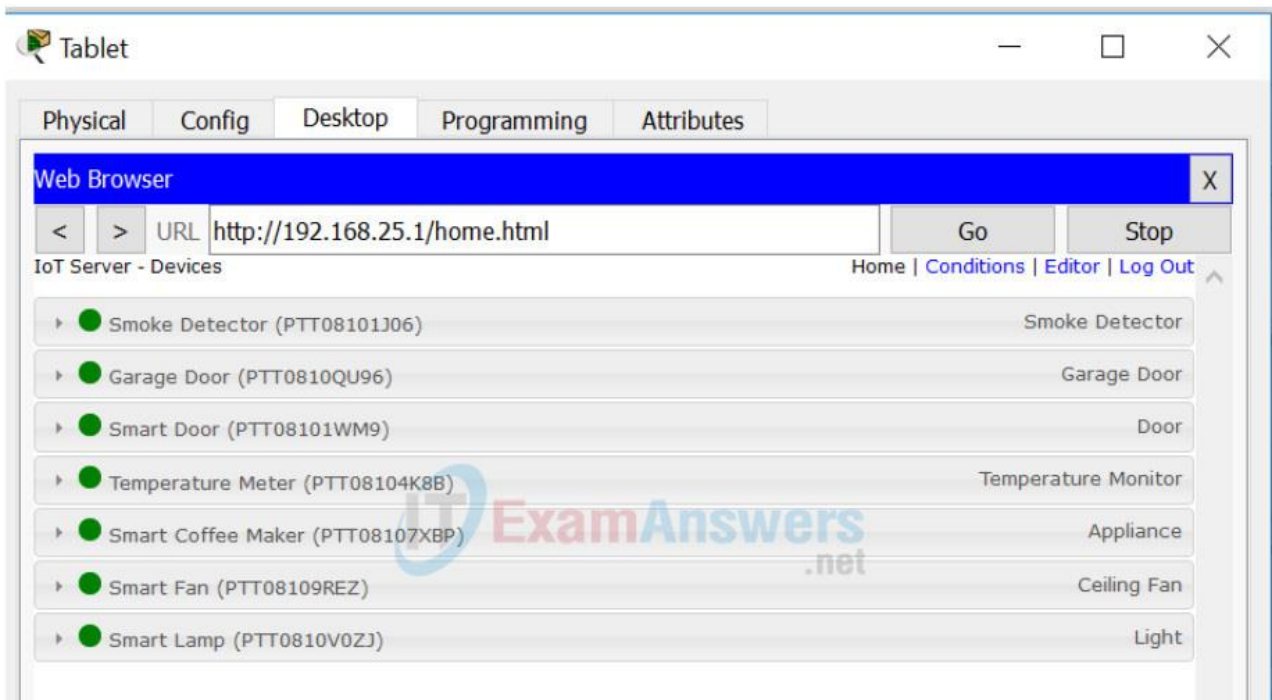 Tablet
Physical Config Desktop Programming Attributes
Web Browser X
< > URL http://192.168.25.1/home.html Go Stop
IoT Server - Devices Home | Conditions | Editor | Log Out
Smoke Detector (PTT08101J06) Smoke Detector
Garage Door (PTT0810QU96) Garage Door
Smart Door (PTT08101WM9) Door
Temperature Meter (PTT08104K8B) Temperature Monitor
Smart Coffee Maker (PTT08107XBP) Appliance
ITExamAnswers
.net
Smart Fan (PTT08109REZ) Ceiling Fan
Smart Lamp (PTT0810V0ZJ) Light